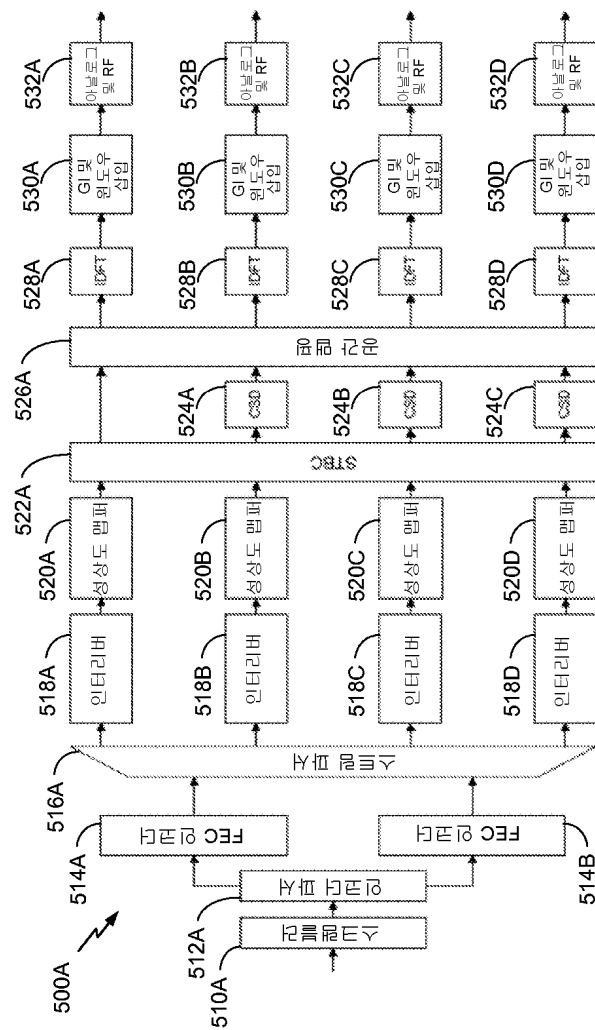 500A
510A
스크램블러
512A
인코더 파서
514A
FEC 인코더
514B
FEC 인코더
516A
스트림 파서
518A
인터리버
518B
인터리버
518C
인터리버
518D
인터리버
520A
성상도 맵퍼
520B
성상도 맵퍼
520C
성상도 맵퍼
520D
성상도 맵퍼
522A
STBC
524A
CSD
524B
CSD
524C
CSD
526A
공간 맵핑
528A
IDFT
528B
IDFT
528C
IDFT
528D
IDFT
530A
GI 및
윈도우
삽입
530B
GI 및
윈도우
삽입
530C
GI 및
윈도우
삽입
530D
GI 및
윈도우
삽입
532A
아날로그
및 RF
532B
아날로그
및 RF
532C
아날로그
및 RF
532D
아날로그
및 RF